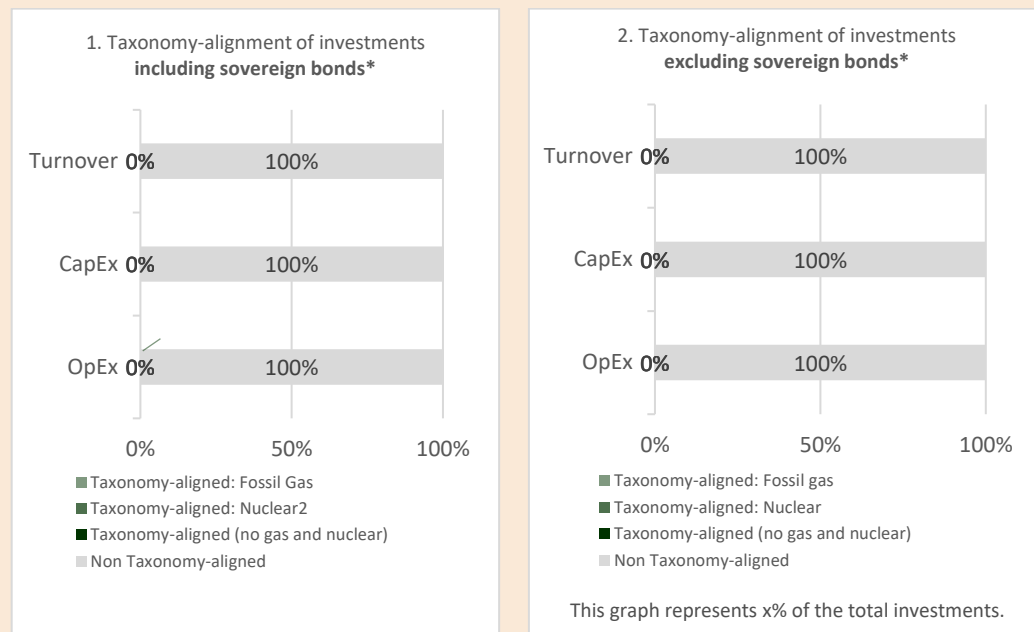 1. Taxonomy-alignment of investments
including sovereign bonds*
Turnover 0% 100%
CapEx 0% 100%
OpEx 0% 100%
0% 50% 100%
Taxonomy-aligned: Fossil Gas
Taxonomy-aligned: Nuclear2
Taxonomy-aligned (no gas and nuclear)
Non Taxonomy-aligned
2. Taxonomy-alignment of investments
excluding sovereign bonds*
Turnover 0% 100%
CapEx 0% 100%
OpEx 0% 100%
0% 50% 100%
Taxonomy-aligned: Fossil gas
Taxonomy-aligned: Nuclear
Taxonomy-aligned (no gas and nuclear)
Non Taxonomy-aligned
This graph represents x% of the total investments.